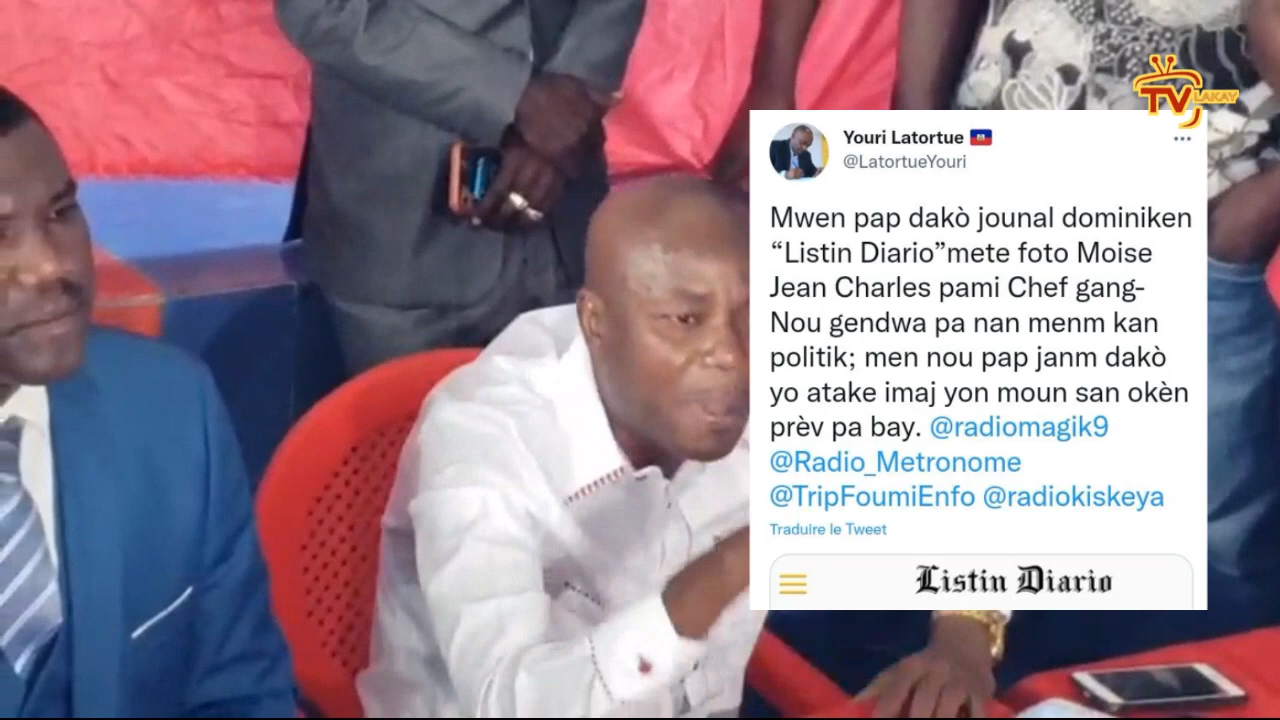 TV LAKAY
Youri Latortue
@LatortueYouri
Mwen pap dakò jounal dominiken
“Listin Diario”mete foto Moise
Jean Charles pami Chef gang-
Nou gendwa pa nan menm kan
politik; men nou pap janm dakò
yo atake imaj yon moun san okèn
prèv pa bay. @radiomagik9
@Radio_Metronome
@TripFoumiEnfo @radiokiskeya
Traduire le Tweet
Listin Diario